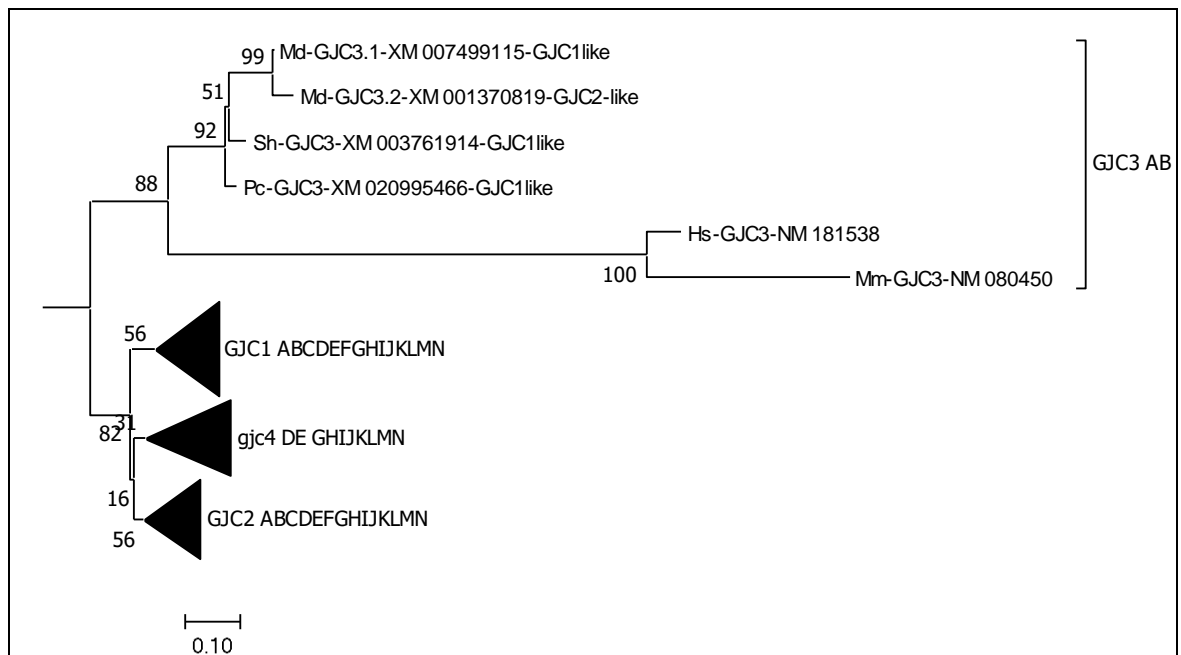 99
Md-GJC3.1-XM 007499115-GJC1like
51
Md-GJC3.2-XM 001370819-GJC2-like
92
Sh-GJC3-XM 003761914-GJC1like
88
Pc-GJC3-XM 020995466-GJC1like
GJC3 AB
Hs-GJC3-NM 181538
100
Mm-GJC3-NM 080450
56
GJC1 ABCDEFGHIJKLMN
31
82
gjc4 DE GHIJKLMN
16
GJC2 ABCDEFGHIJKLMN
56
0.10